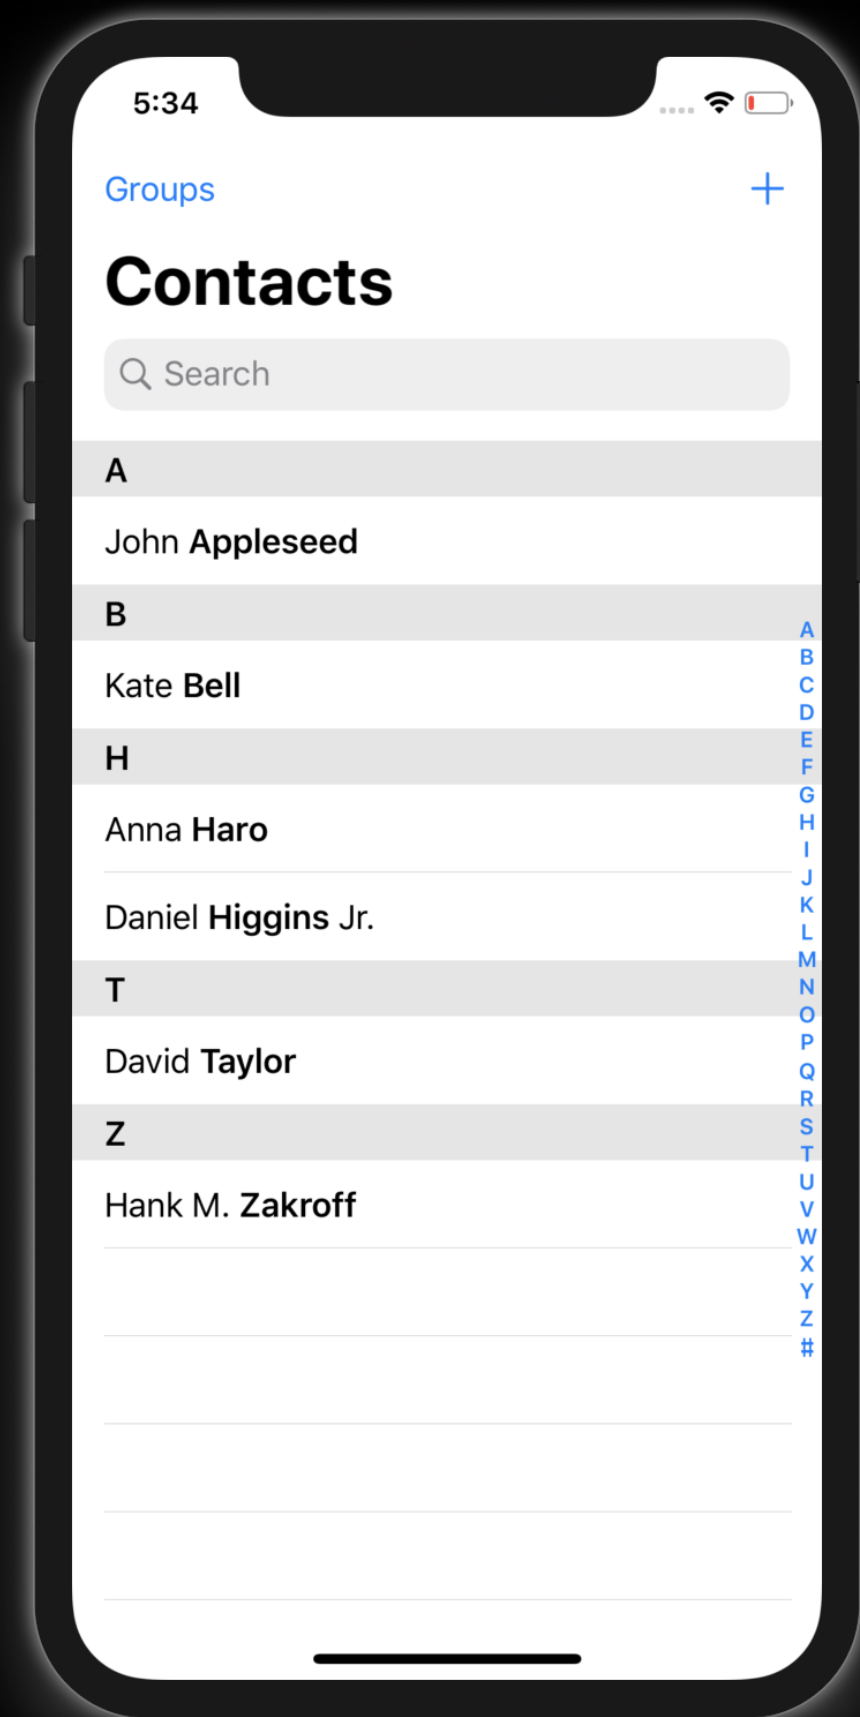 5:34
Groups
Contacts
Search
A
John Appleseed
B
Kate Bell
H
Anna Haro
Daniel Higgins Jr.
T
David Taylor
Z
Hank M. Zakroff
A
B
C
D
E
F
G
H
I
J
K
L
M
N
O
P
Q
R
S
T
U
V
W
X
Y
Z
#